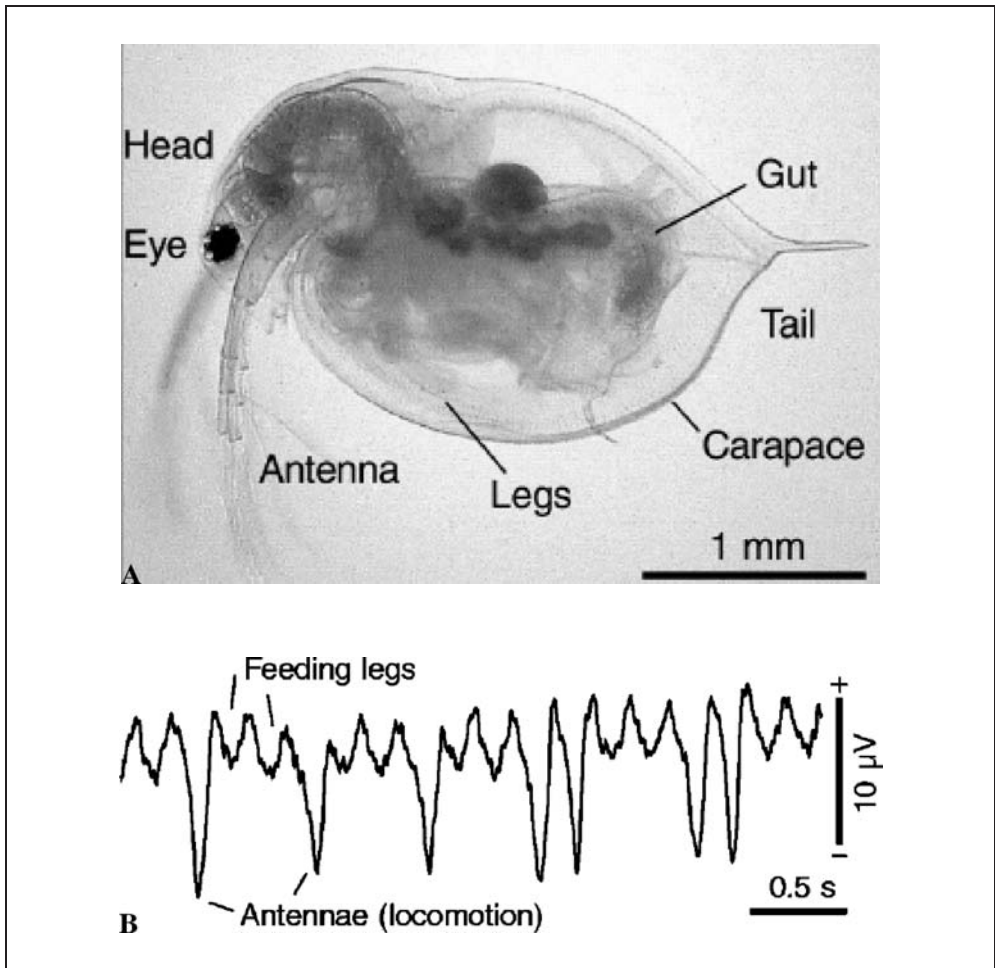 Head
Eye
Gut
Tail
Carapace
Antenna
Legs
1 mm
A
Feeding legs
+
10 µV
–
0.5 s
Antennae (locomotion)
B